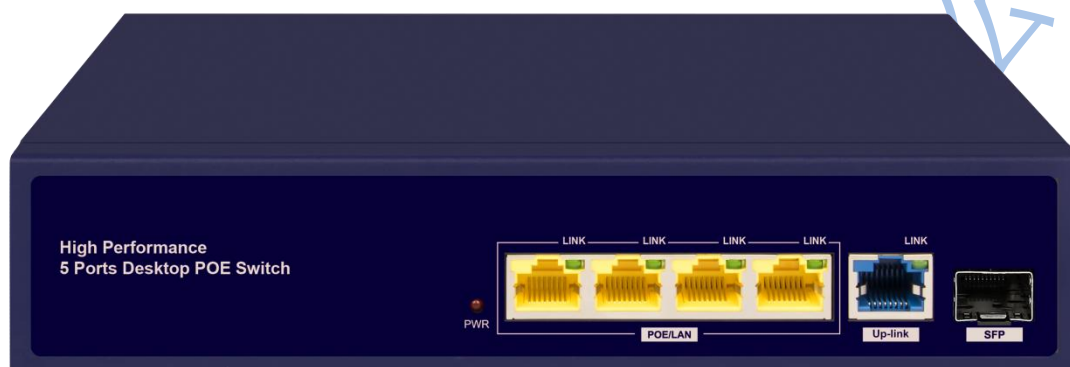 High Performance
5 Ports Desktop POE Switch
LINK LINK LINK LINK LINK
PWR
POE/LAN
Up-link
SFP